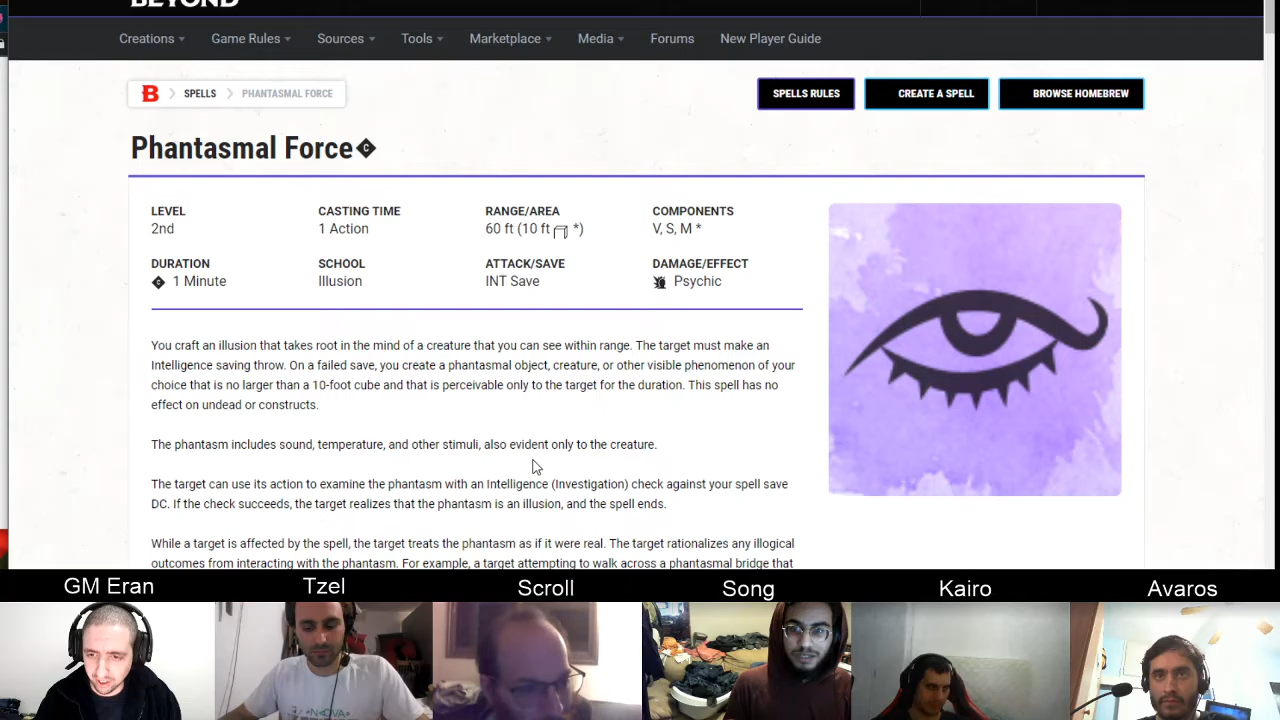 BEYOND
Creations Game Rules Sources Tools Marketplace Media Forums New Player Guide
B SPELLS PHANTASMAL FORCE
SPELLS RULES CREATE A SPELL BROWSE HOMEBREW
Phantasmal Force C
LEVEL CASTING TIME RANGE/AREA COMPONENTS
2nd 1 Action 60 ft (10 ft *) V, S, M *
DURATION SCHOOL ATTACK/SAVE DAMAGE/EFFECT
C 1 Minute Illusion INT Save Psychic
You craft an illusion that takes root in the mind of a creature that you can see within range. The target must make an
Intelligence saving throw. On a failed save, you create a phantasmal object, creature, or other visible phenomenon of your
choice that is no larger than a 10-foot cube and that is perceivable only to the target for the duration. This spell has no
effect on undead or constructs.
The phantasm includes sound, temperature, and other stimuli, also evident only to the creature.
The target can use its action to examine the phantasm with an Intelligence (Investigation) check against your spell save
DC. If the check succeeds, the target realizes that the phantasm is an illusion, and the spell ends.
While a target is affected by the spell, the target treats the phantasm as if it were real. The target rationalizes any illogical
outcomes from interacting with the phantasm. For example, a target attempting to walk across a phantasmal bridge that
GM Eran Tzel Scroll Song Kairo Avaros